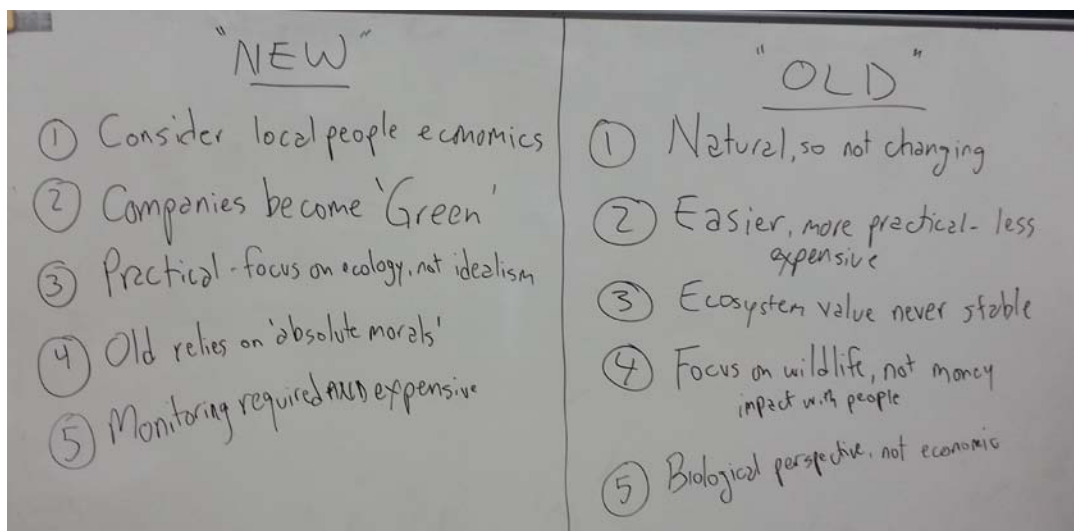 "NEW"
① Consider local people economics
② Companies become 'Green'
③ Practical - focus on ecology, not idealism
④ Old relies on 'absolute morals'
⑤ Monitoring required AND expensive
"OLD"
① Natural, so not changing
② Easier, more practical - less
expensive
③ Ecosystem value never stable
④ Focus on wildlife, not money
impact with people
⑤ Biological perspective, not economic